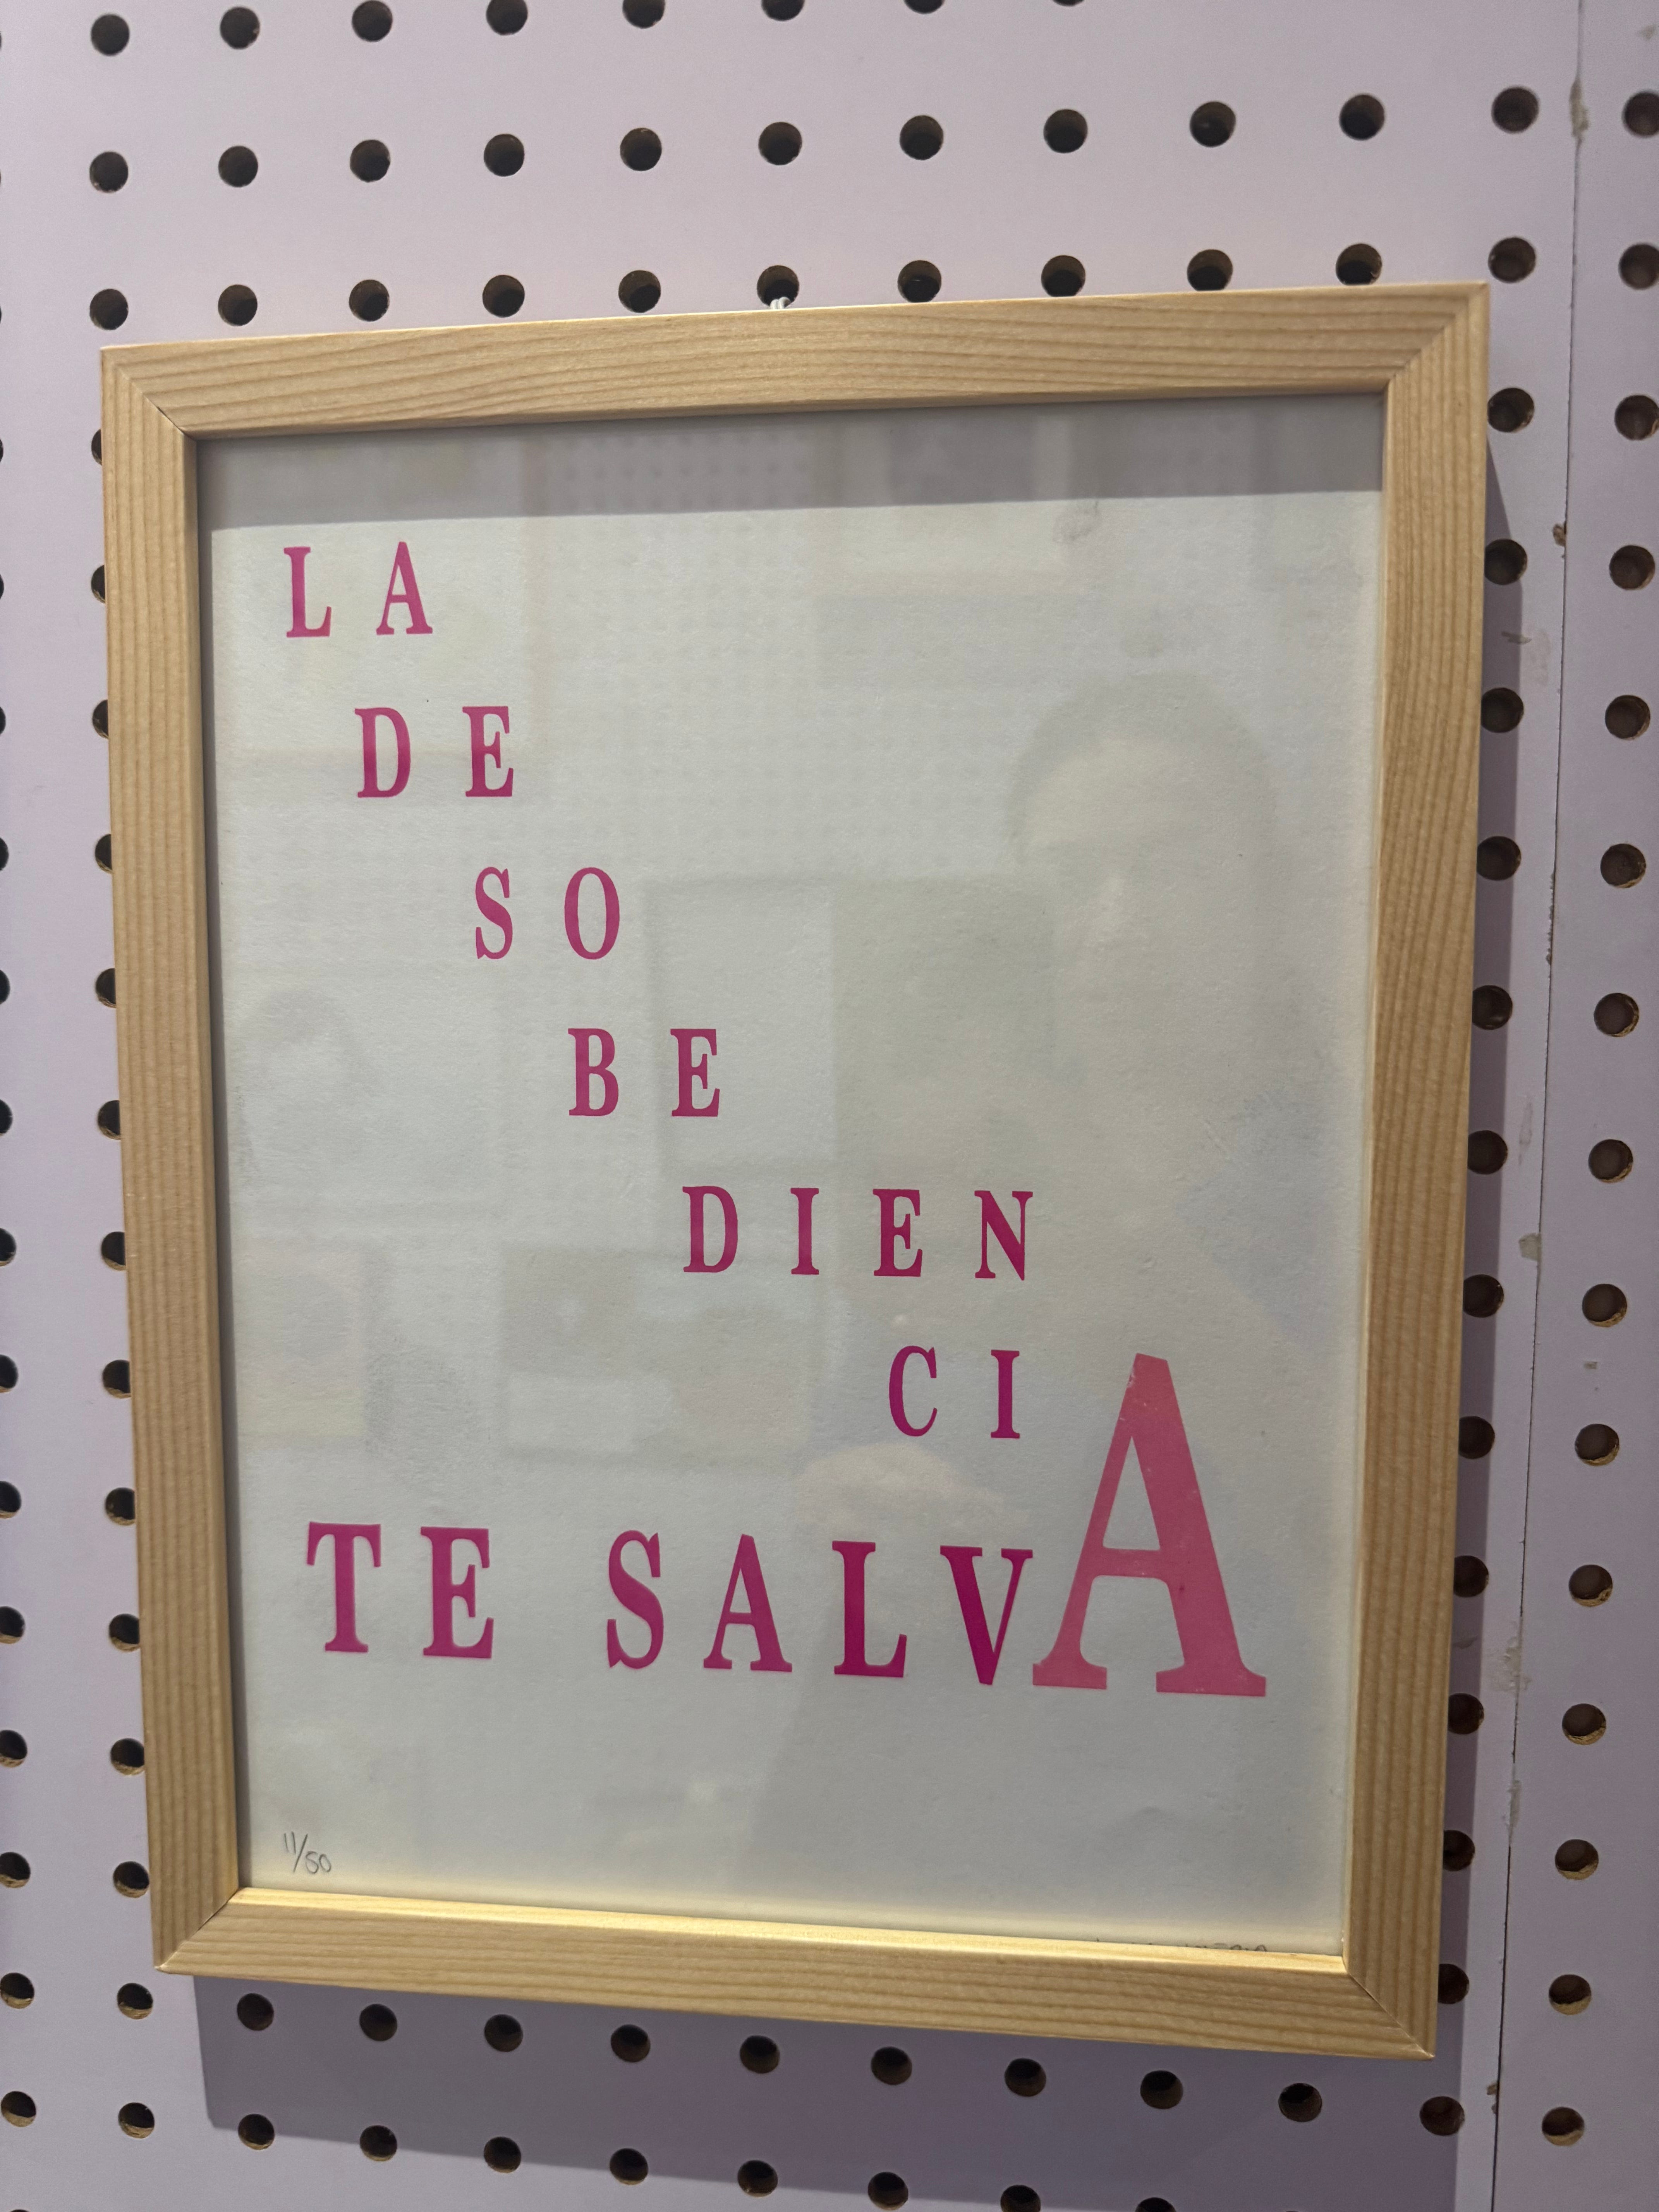 LA
DE
SO
BE
DIEN
CI
TE SALVA
11/50